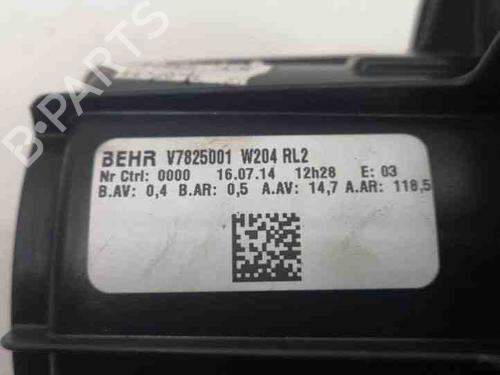 B-PARTS
BEHR V7825001 W204 RL2
Nr Ctrl: 0000 16.07.14 12h28 E: 03
B.AV: 0,4 B.AR: 0,5 A.AV: 14,7 A.AR: 118,5